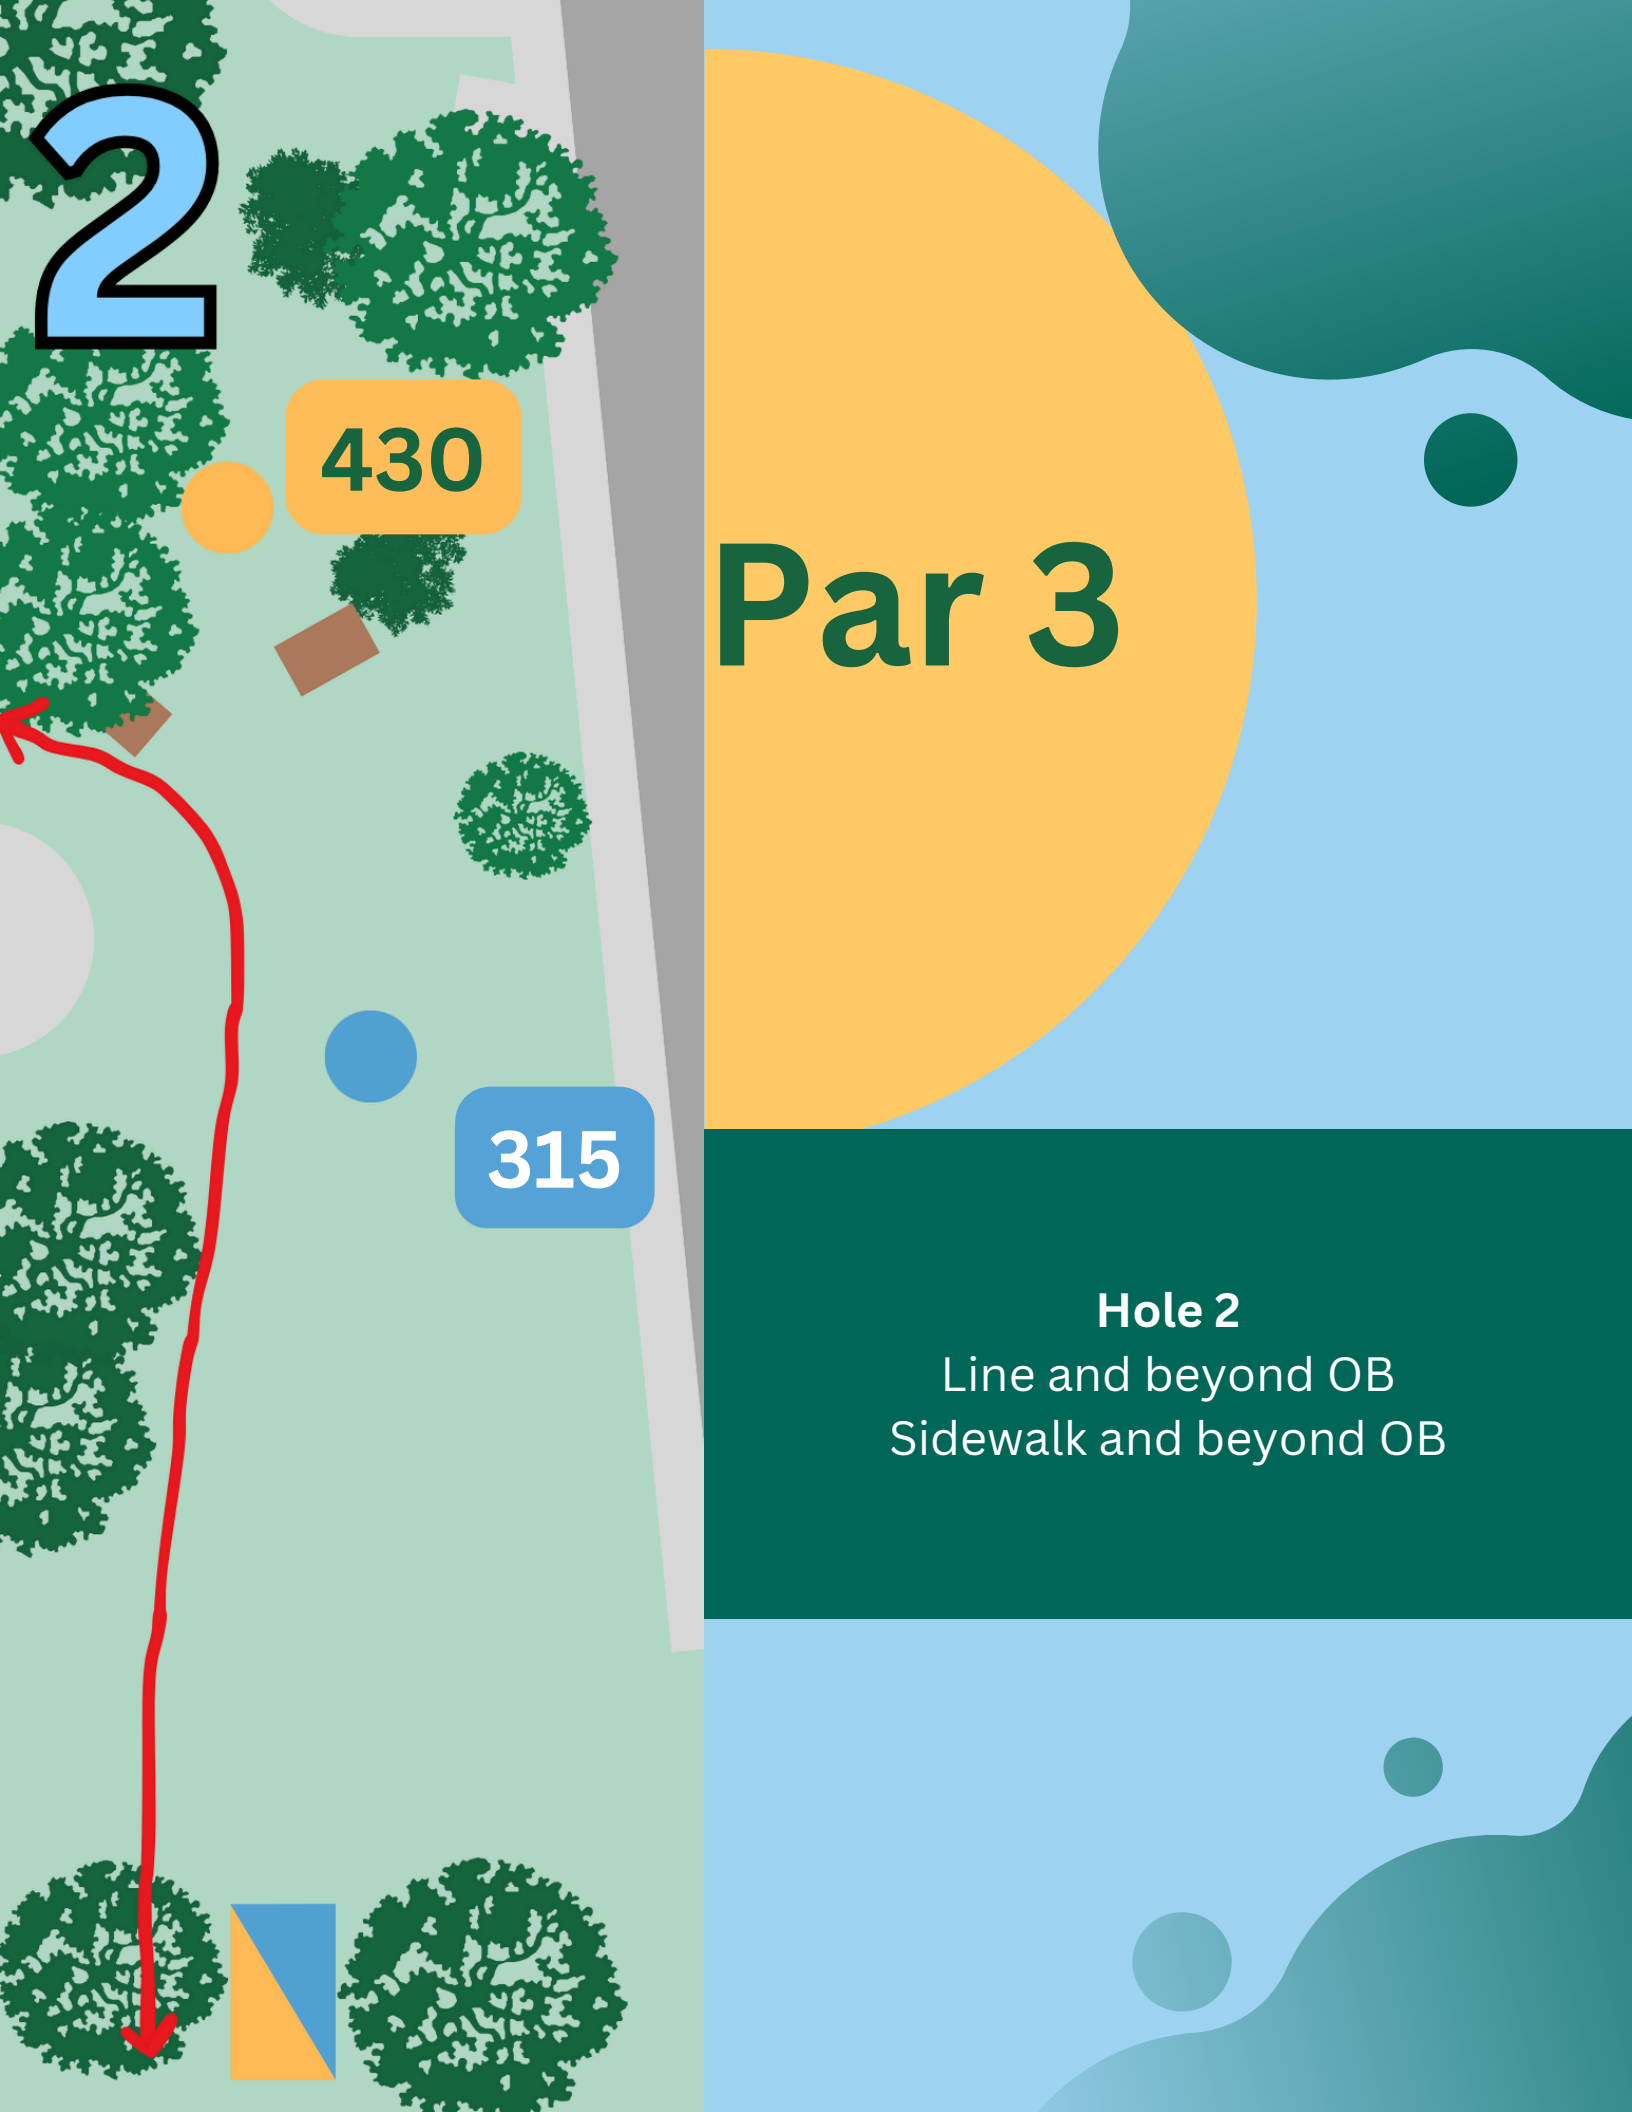 2
430
315
Par 3
Hole 2
Line and beyond OB
Sidewalk and beyond OB